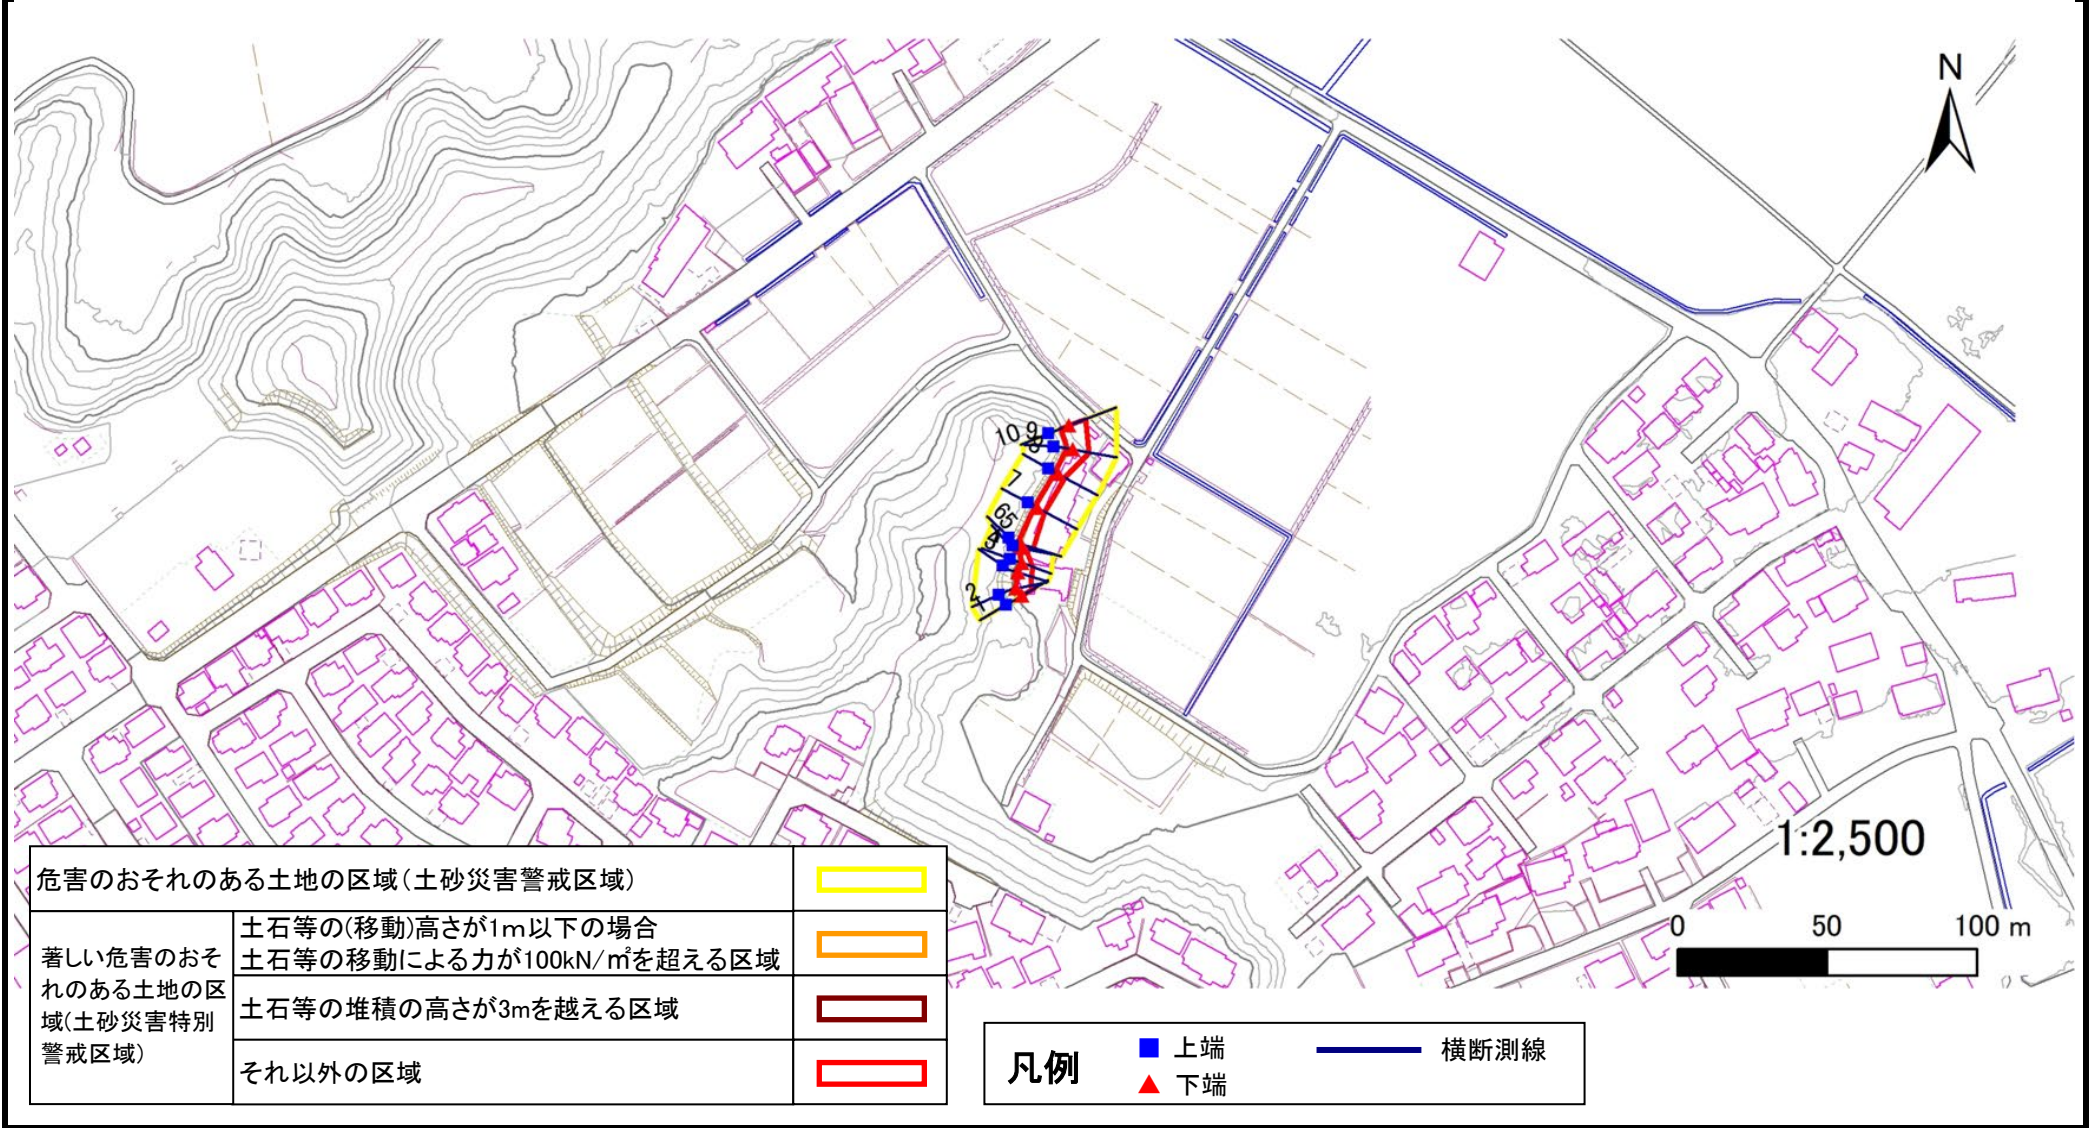 N
10 9
8
7
6 5
4
3
2
1
1:2,500
0 50 100 m
危害のおそれのある土地の区域(土砂災害警戒区域)
著しい危害のおそ
れのある土地の区
域(土砂災害特別
警戒区域)
土石等の(移動)高さが1m以下の場合
土石等の移動による力が100kN/㎡を超える区域
土石等の堆積の高さが3mを越える区域
それ以外の区域
凡例
上端
下端
横断測線